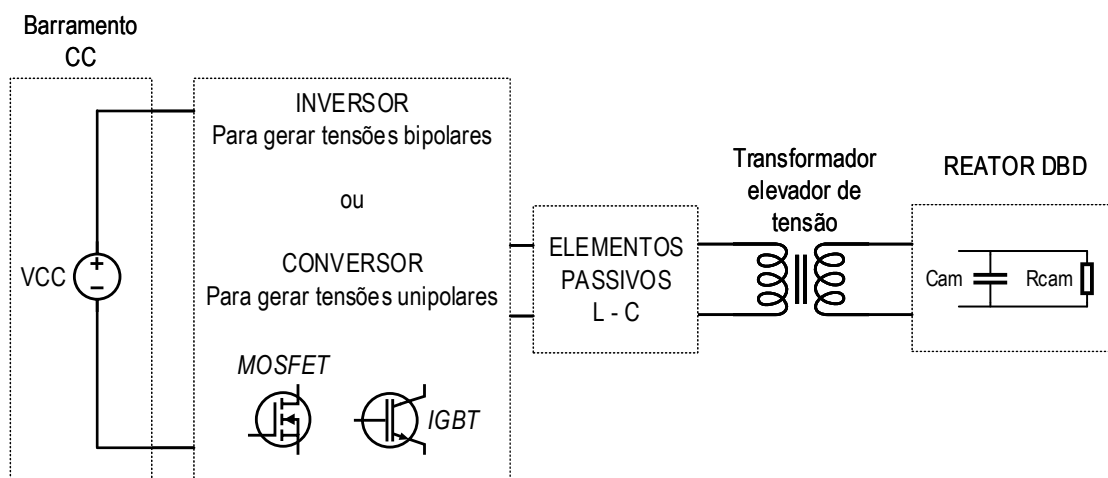 Barramento
CC
VCC
INVERSOR
Para gerar tensões bipolares
ou
CONVERSOR
Para gerar tensões unipolares
MOSFET
IGBT
ELEMENTOS
PASSIVOS
L - C
Transformador
elevador de
tensão
REATOR DBD
Cam
Rcam